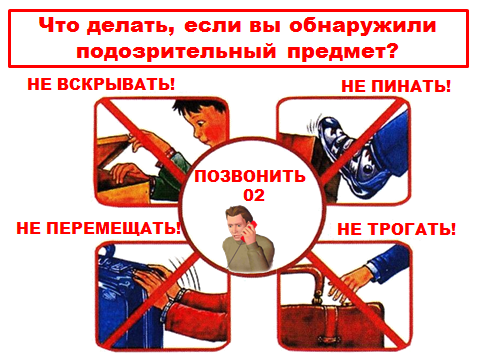 Что делать, если вы обнаружили
подозрительный предмет?
НЕ ВСКРЫВАТЬ!
НЕ ПИНАТЬ!
ПОЗВОНИТЬ
02
НЕ ПЕРЕМЕЩАТЬ!
НЕ ТРОГАТЬ!